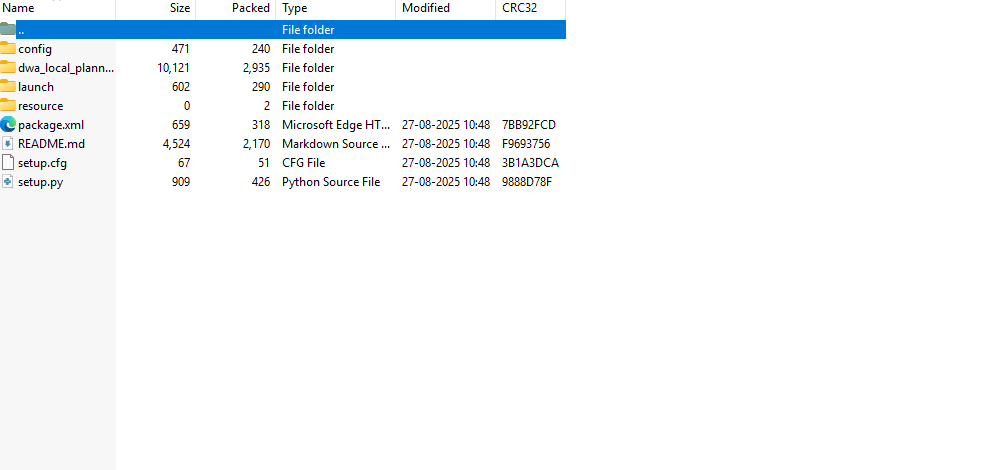 Name Size Packed Type Modified CRC32
.. File folder
config 471 240 File folder
dwa_local_plann... 10,121 2,935 File folder
launch 602 290 File folder
resource 0 2 File folder
package.xml 659 318 Microsoft Edge HT... 27-08-2025 10:48 7BB92FCD
README.md 4,524 2,170 Markdown Source ... 27-08-2025 10:48 F9693756
setup.cfg 67 51 CFG File 27-08-2025 10:48 3B1A3DCA
setup.py 909 426 Python Source File 27-08-2025 10:48 9888D78F